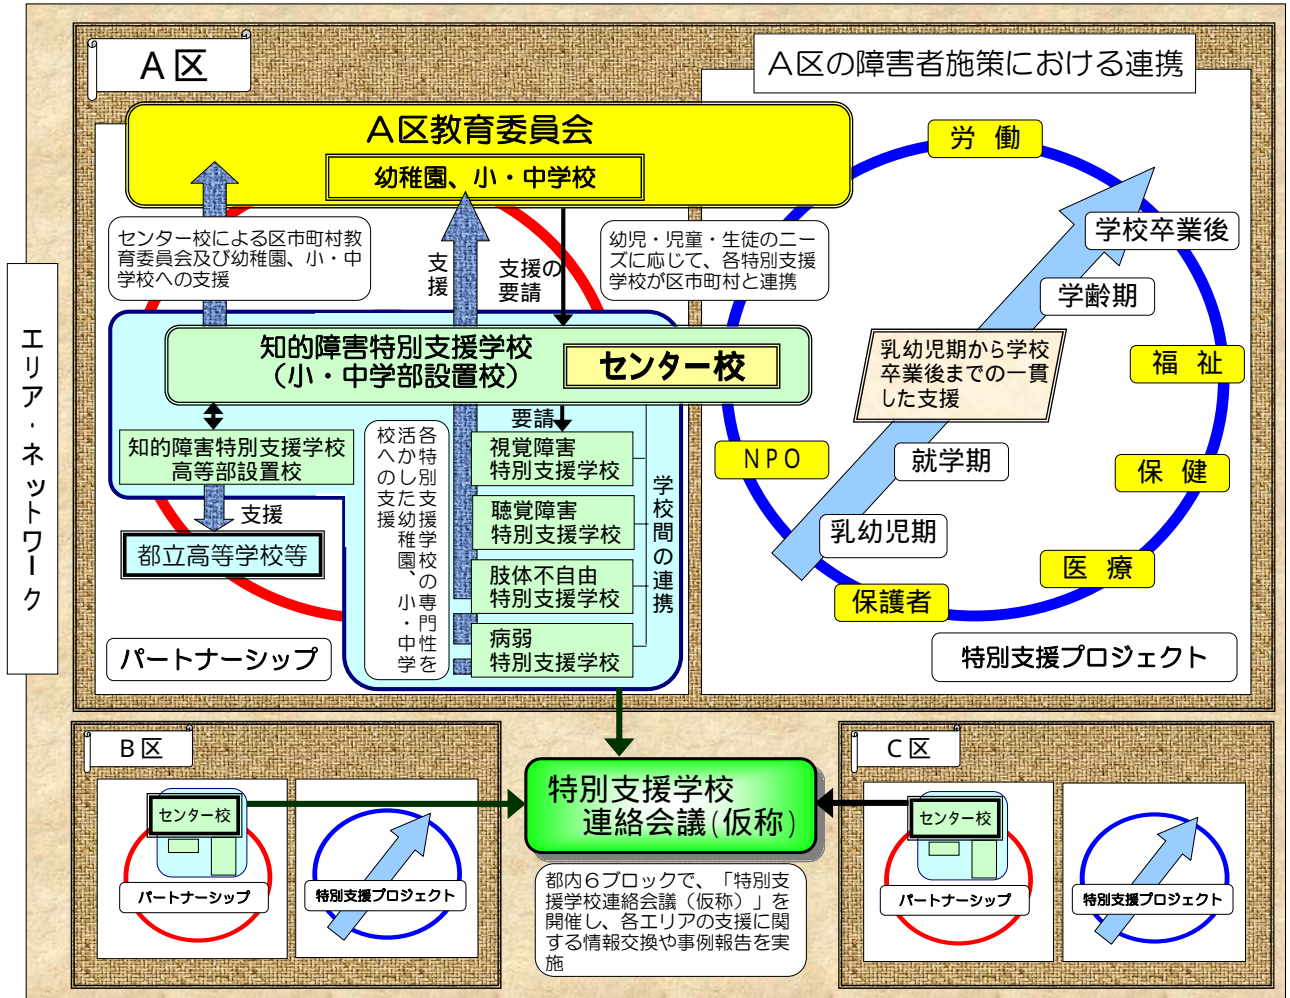 A区
A区の障害者施策における連携
A区教育委員会
幼稚園、小・中学校
センター校による区市町村教
育委員会及び幼稚園、小・中
学校への支援
支援
支援の
要請
幼児・児童・生徒のニー
ズに応じて、各特別支援
学校が区市町村と連携
知的障害特別支援学校
（小・中学部設置校）
センター校
要請
知的障害特別支援学校
高等部設置校
支援
都立高等学校等
各特別支援学校の専門性を
活かした幼稚園、小・中学
校への支援
視覚障害
特別支援学校
聴覚障害
特別支援学校
肢体不自由
特別支援学校
病弱
特別支援学校
学校間の連携
パートナーシップ
エリア・ネットワーク
労働
学校卒業後
学齢期
乳幼児期から学校
卒業後までの一貫
した支援
福祉
NPO
就学期
保健
乳幼児期
医療
保護者
特別支援プロジェクト
B区
センター校
パートナーシップ
特別支援プロジェクト
特別支援学校
連絡会議(仮称)
都内６ブロックで、「特別支
援学校連絡会議（仮称）」を
開催し、各エリアの支援に関
する情報交換や事例報告を実
施
C区
センター校
パートナーシップ
特別支援プロジェクト